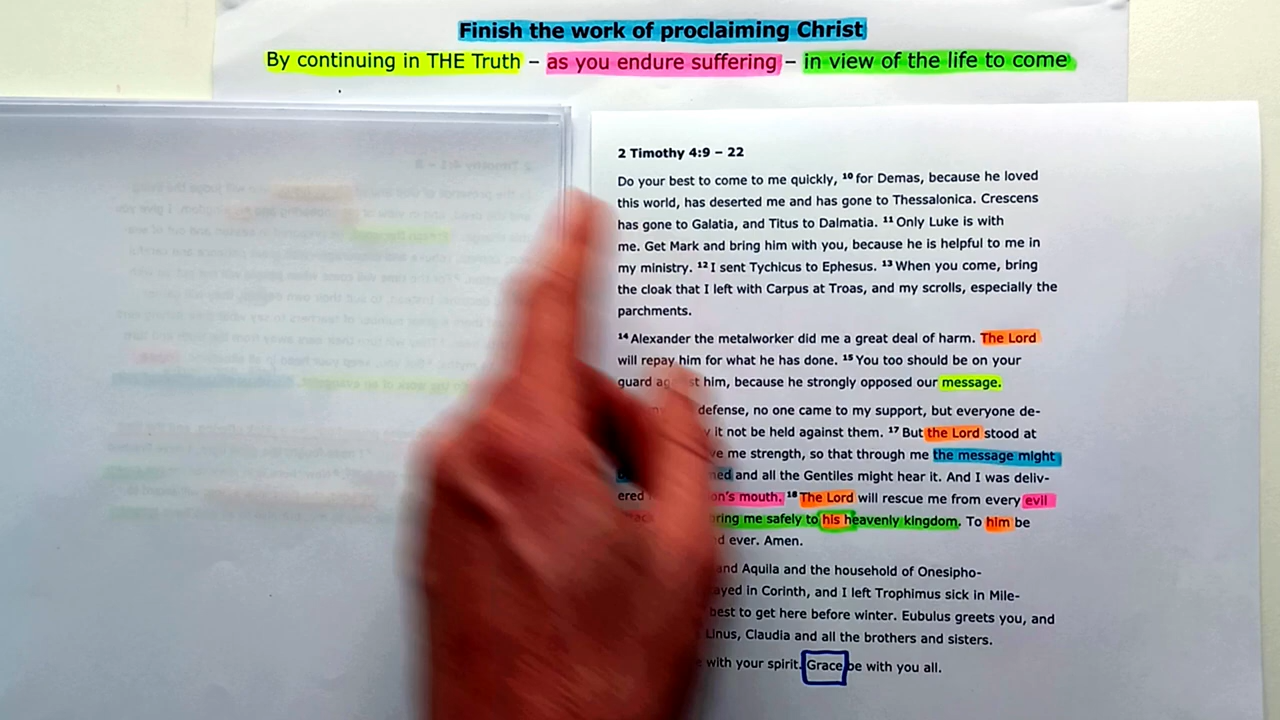 Finish the work of proclaiming Christ
By continuing in THE Truth – as you endure suffering – in view of the life to come
2 Timothy 4:9 – 22
Do your best to come to me quickly, 10 for Demas, because he loved
this world, has deserted me and has gone to Thessalonica. Crescens
has gone to Galatia, and Titus to Dalmatia. 11 Only Luke is with
me. Get Mark and bring him with you, because he is helpful to me in
my ministry. 12 I sent Tychicus to Ephesus. 13 When you come, bring
the cloak that I left with Carpus at Troas, and my scrolls, especially the
parchments.
14 Alexander the metalworker did me a great deal of harm. The Lord
will repay him for what he has done. 15 You too should be on your
guard against him, because he strongly opposed our message.
defense, no one came to my support, but everyone de-
it not be held against them. 17 But the Lord stood at
me strength, so that through me the message might
and all the Gentiles might hear it. And I was deliv-
ered mouth. 18 The Lord will rescue me from every evil
me safely to his heavenly kingdom. To him be
ever. Amen.
and Aquila and the household of Onesipho-
in Corinth, and I left Trophimus sick in Mile-
best to get here before winter. Eubulus greets you, and
Linus, Claudia and all the brothers and sisters.
with your spirit. Grace be with you all.